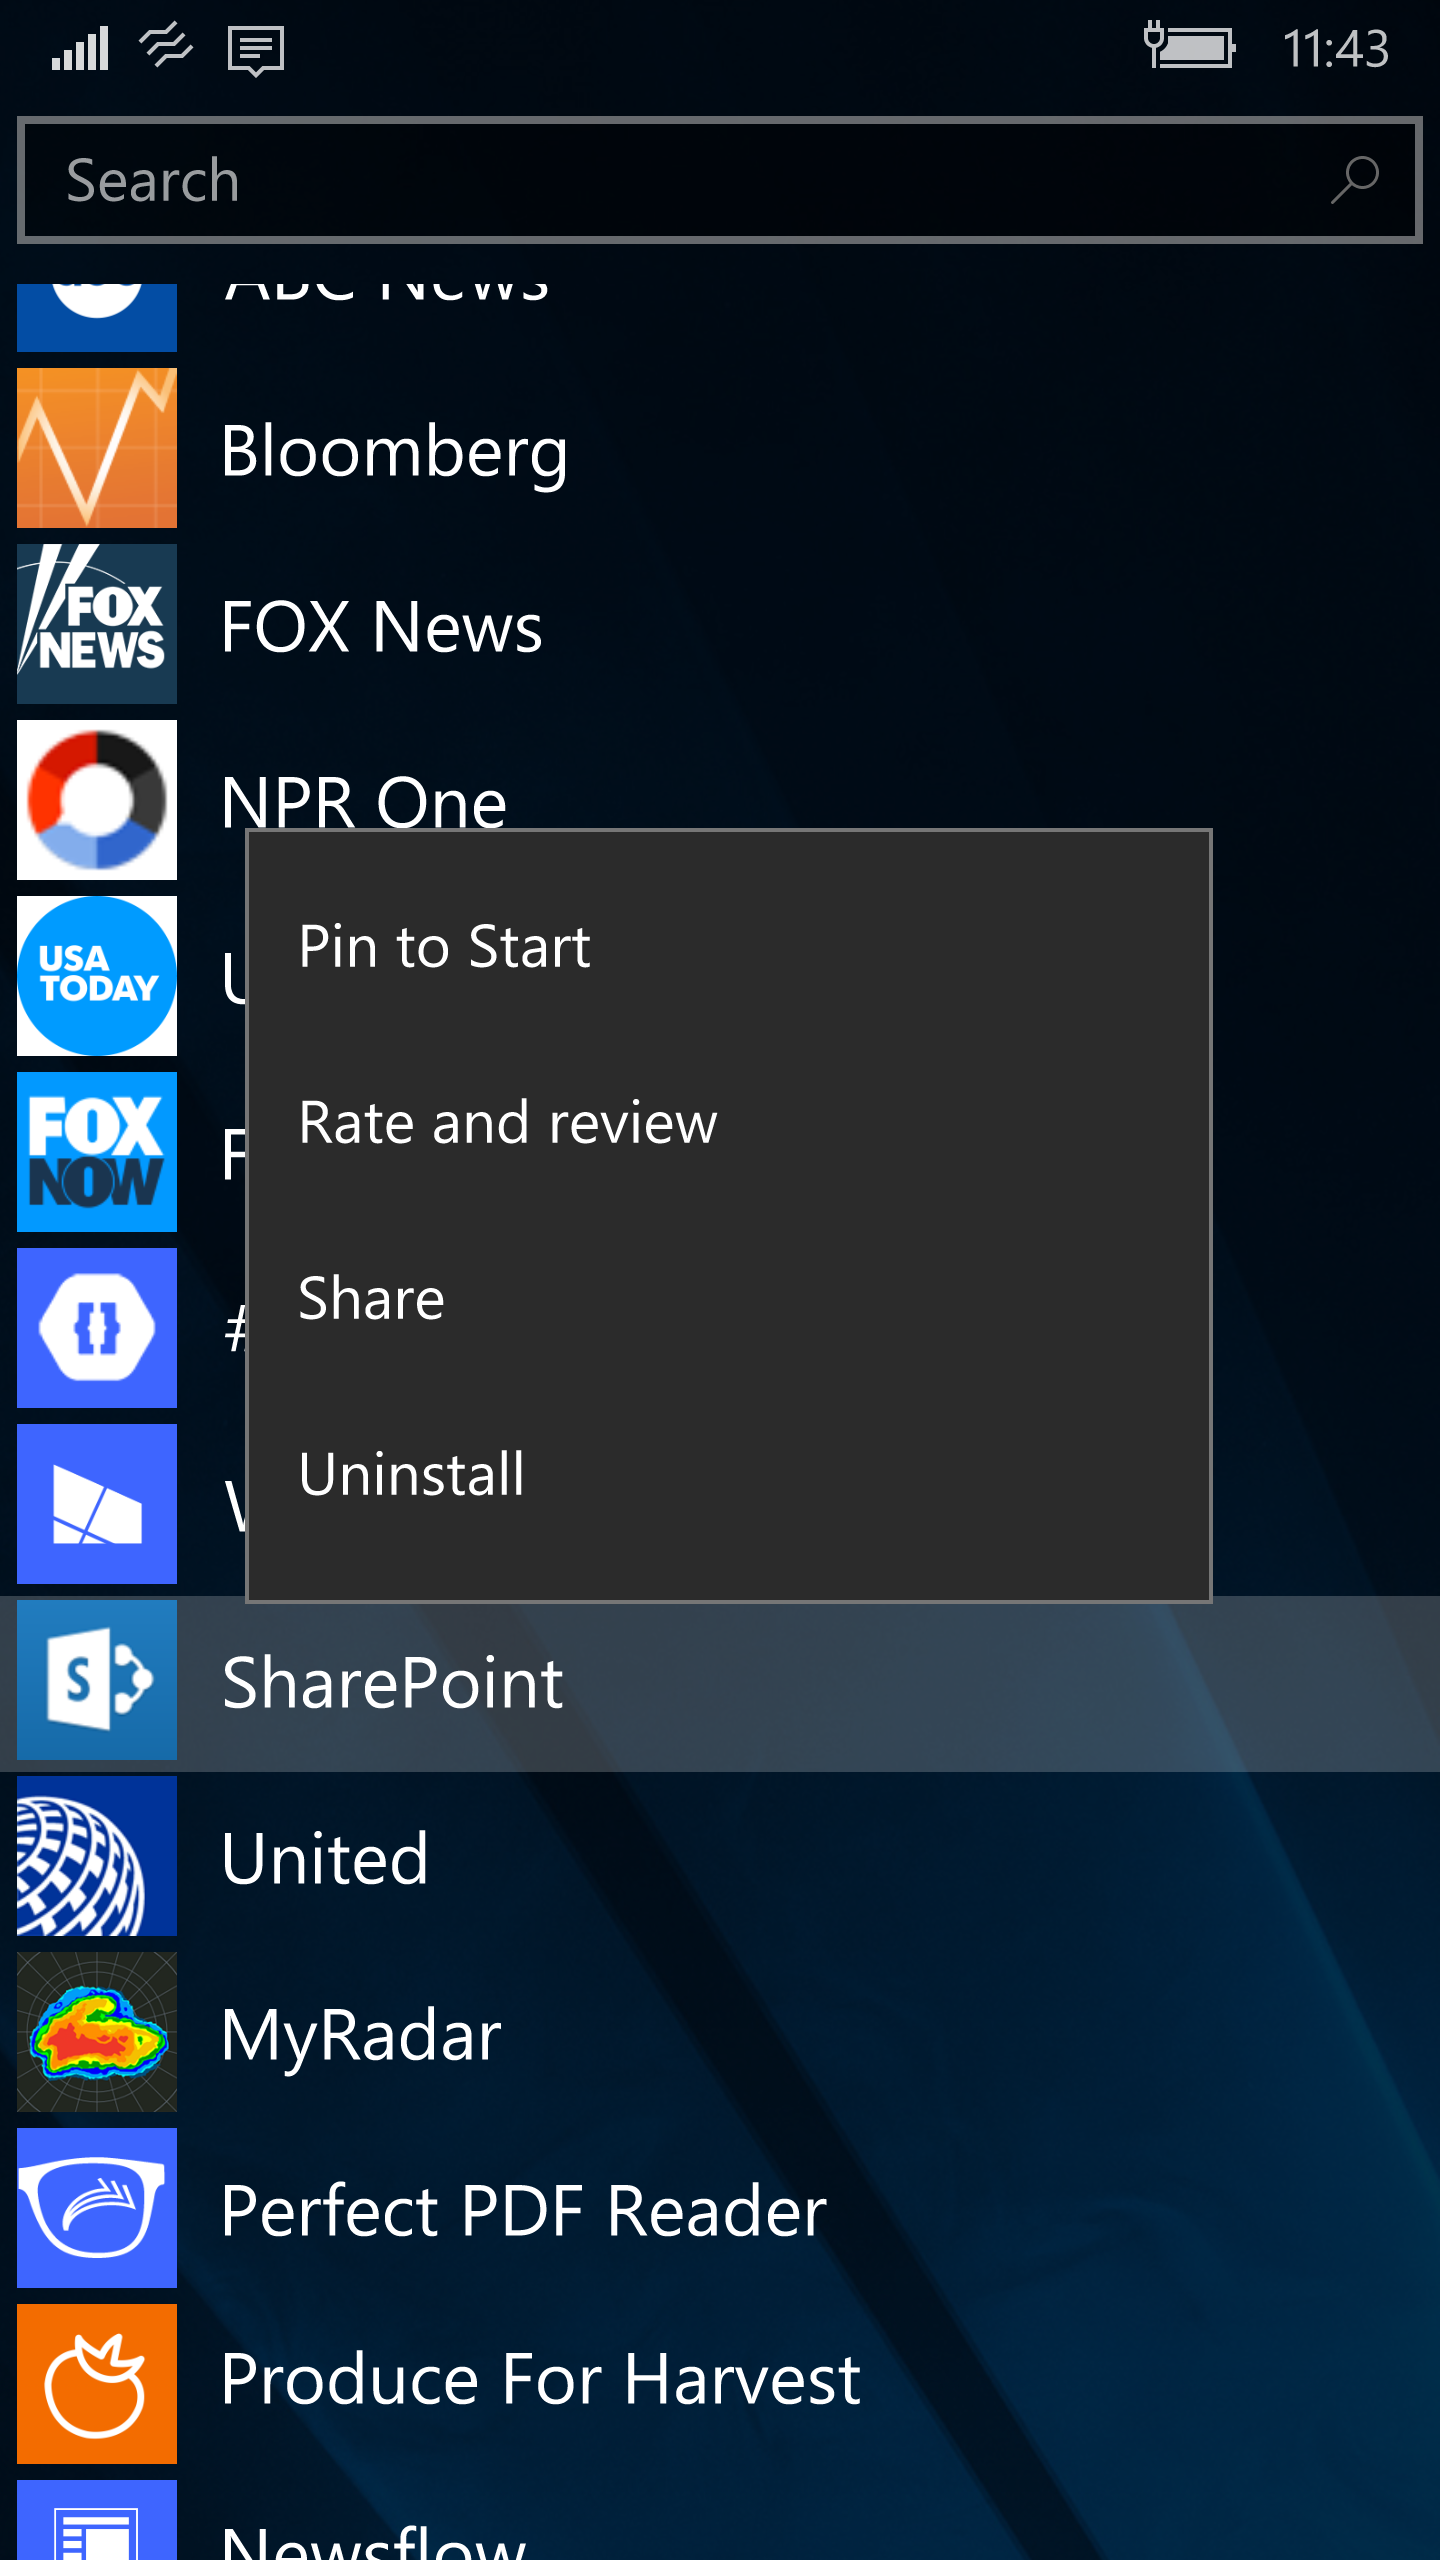 11:43
Search
ABC News
Bloomberg
FOX NEWS
FOX News
NPR One
USA TODAY
U
Pin to Start
FOX NOW
F
Rate and review
#
Share
V
Uninstall
S
SharePoint
United
MyRadar
Perfect PDF Reader
Produce For Harvest
Newsflow